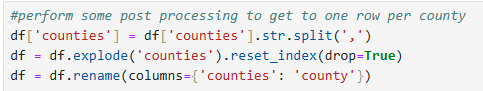 #perform some post processing to get to one row per county
df['counties'] = df['counties'].str.split(',')
df = df.explode('counties').reset_index(drop=True)
df = df.rename(columns={'counties': 'county'})